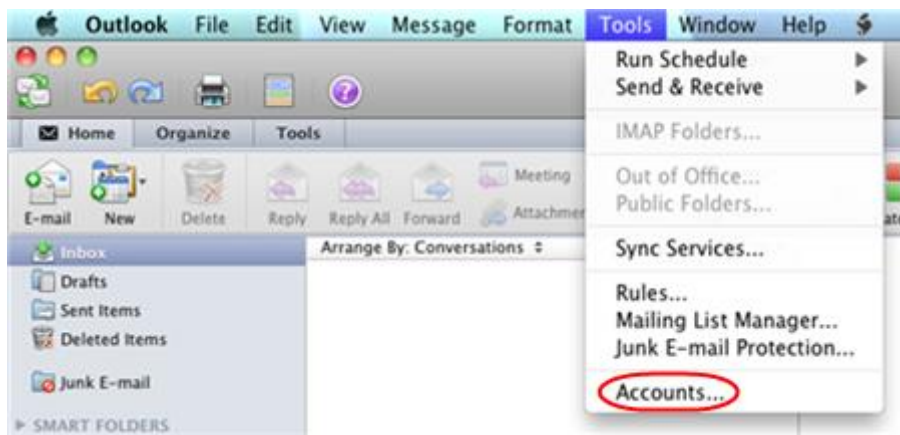 Outlook File Edit View Message Format Tools Window Help
Run Schedule
Send & Receive
IMAP Folders...
Out of Office...
Public Folders...
Sync Services...
Rules...
Mailing List Manager...
Junk E-mail Protection...
Accounts...
Home Organize Tools
E-mail New Delete Reply Reply All Forward
Meeting
Inbox
Drafts
Sent Items
Deleted Items
Junk E-mail
SMART FOLDERS
Arrange By: Conversations